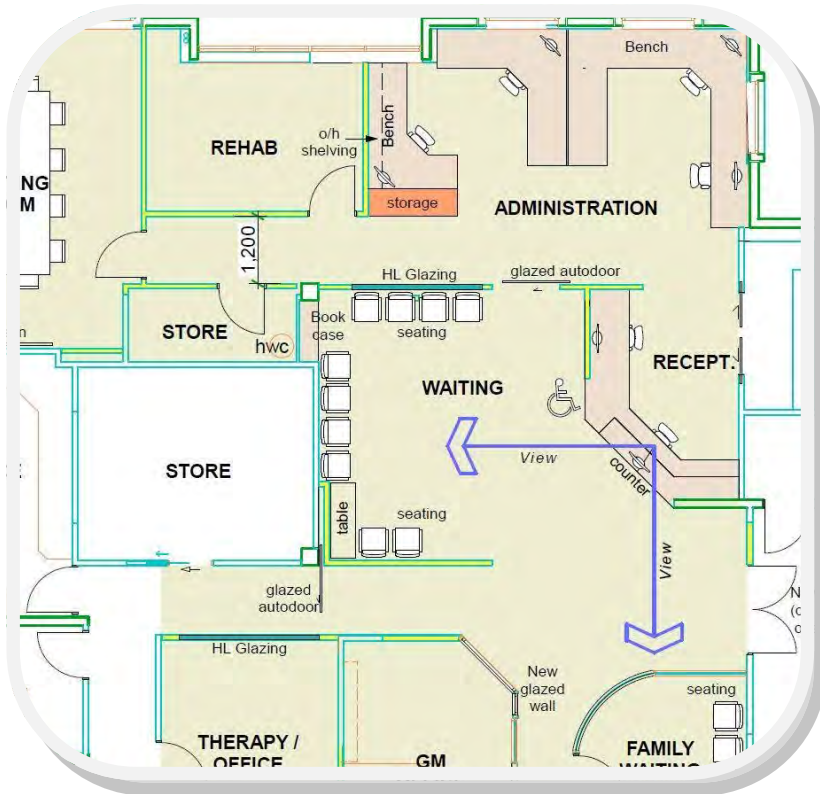 Bench
o/h
shelving
Bench
REHAB
NG
M
storage
ADMINISTRATION
1,200
HL Glazing
glazed autodoor
Book
case
seating
STORE
hwc
RECEPT.
WAITING
View
STORE
counter
table
seating
View
glazed
autodoor
N
(c
o
HL Glazing
New
glazed
wall
seating
THERAPY /
OFFICE
GM
FAMILY
WAITING